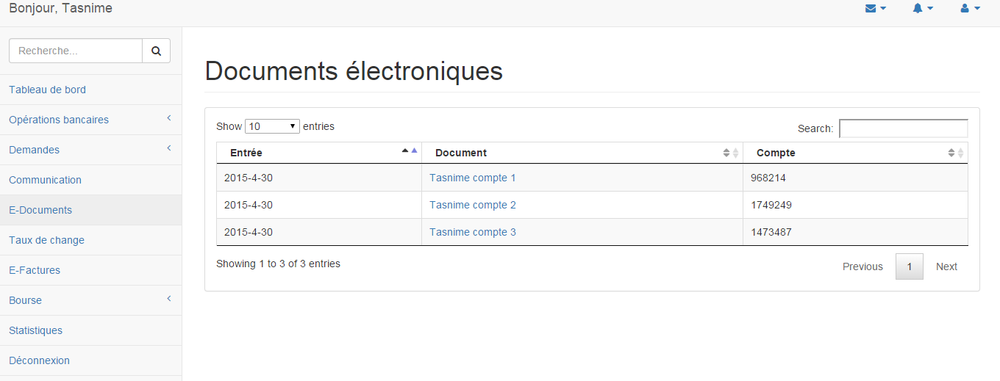 Bonjour, Tasnime
Recherche...
Tableau de bord
Opérations bancaires
Demandes
Communication
E-Documents
Taux de change
E-Factures
Bourse
Statistiques
Déconnexion
Documents électroniques
Show 10 entries
Search:
Entrée Document Compte
2015-4-30 Tasnime compte 1 968214
2015-4-30 Tasnime compte 2 1749249
2015-4-30 Tasnime compte 3 1473487
Showing 1 to 3 of 3 entries
Previous 1 Next